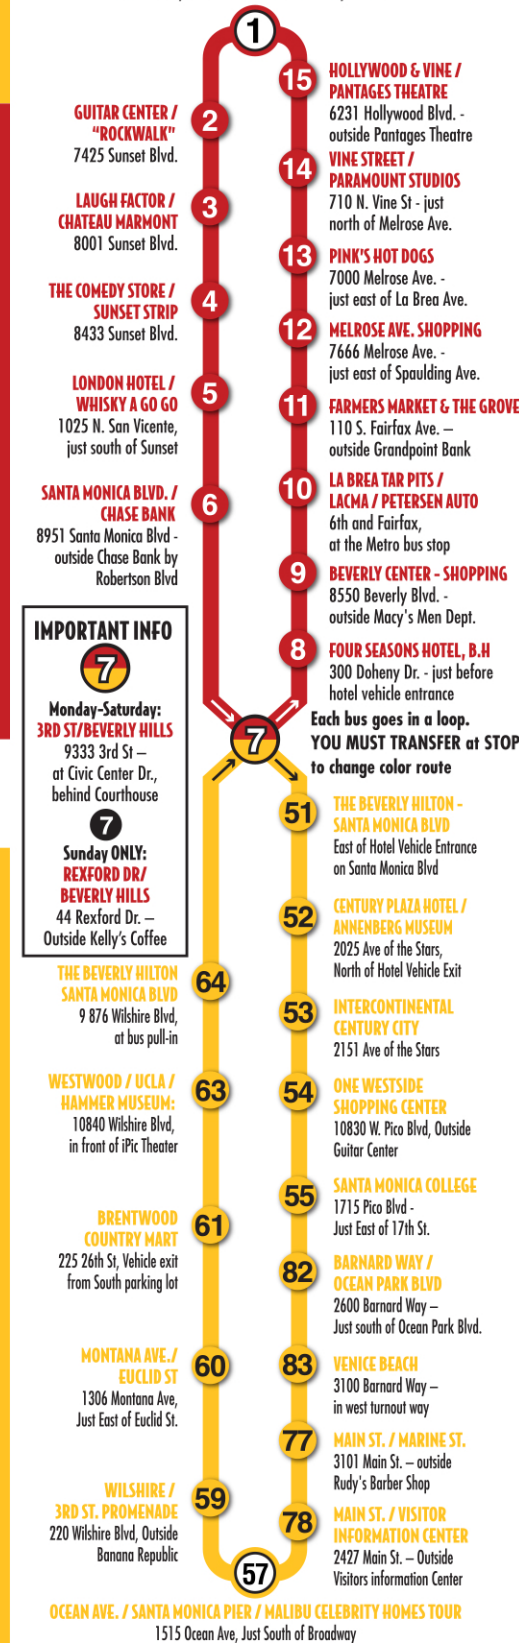 1
15
HOLLYWOOD & VINE /
PANTAGES THEATRE
6231 Hollywood Blvd. -
outside Pantages Theatre
2
GUITAR CENTER /
"ROCKWALK"
7425 Sunset Blvd.
14
VINE STREET /
PARAMOUNT STUDIOS
710 N. Vine St - just
north of Melrose Ave.
3
LAUGH FACTOR /
CHATEAU MARMONT
8001 Sunset Blvd.
13
PINK'S HOT DOGS
7000 Melrose Ave. -
just east of La Brea Ave.
4
THE COMEDY STORE /
SUNSET STRIP
8433 Sunset Blvd.
12
MELROSE AVE. SHOPPING
7666 Melrose Ave. -
just east of Spaulding Ave.
5
LONDON HOTEL /
WHISKY A GO GO
1025 N. San Vicente,
just south of Sunset
11
FARMERS MARKET & THE GROVE
110 S. Fairfax Ave. –
outside Grandpoint Bank
6
SANTA MONICA BLVD. /
CHASE BANK
8951 Santa Monica Blvd -
outside Chase Bank by
Robertson Blvd
10
LA BREA TAR PITS /
LACMA / PETERSEN AUTO
6th and Fairfax,
at the Metro bus stop
9
BEVERLY CENTER - SHOPPING
8550 Beverly Blvd. -
outside Macy's Men Dept.
8
FOUR SEASONS HOTEL, B.H
300 Doheny Dr. - just before
hotel vehicle entrance
IMPORTANT INFO
7
Monday-Saturday:
3RD ST/BEVERLY HILLS
9333 3rd St –
at Civic Center Dr.,
behind Courthouse
7
Sunday ONLY:
REXFORD DR/
BEVERLY HILLS
44 Rexford Dr. –
Outside Kelly's Coffee
7
Each bus goes in a loop.
YOU MUST TRANSFER at STOP
to change color route
51
THE BEVERLY HILTON -
SANTA MONICA BLVD
East of Hotel Vehicle Entrance
on Santa Monica Blvd
52
CENTURY PLAZA HOTEL /
ANNENBERG MUSEUM
2025 Ave of the Stars,
North of Hotel Vehicle Exit
64
THE BEVERLY HILTON
SANTA MONICA BLVD
9 876 Wilshire Blvd,
at bus pull-in
53
INTERCONTINENTAL
CENTURY CITY
2151 Ave of the Stars
63
WESTWOOD / UCLA /
HAMMER MUSEUM:
10840 Wilshire Blvd,
in front of iPic Theater
54
ONE WESTSIDE
SHOPPING CENTER
10830 W. Pico Blvd, Outside
Guitar Center
55
SANTA MONICA COLLEGE
1715 Pico Blvd -
Just East of 17th St.
61
BRENTWOOD
COUNTRY MART
225 26th St, Vehicle exit
from South parking lot
82
BARNARD WAY /
OCEAN PARK BLVD
2600 Barnard Way –
Just south of Ocean Park Blvd.
60
MONTANA AVE./
EUCLID ST
1306 Montana Ave,
Just East of Euclid St.
83
VENICE BEACH
3100 Barnard Way –
in west turnout way
77
MAIN ST. / MARINE ST.
3101 Main St. – outside
Rudy's Barber Shop
59
WILSHIRE /
3RD ST. PROMENADE
220 Wilshire Blvd, Outside
Banana Republic
78
MAIN ST. / VISITOR
INFORMATION CENTER
2427 Main St. – Outside
Visitors information Center
57
OCEAN AVE. / SANTA MONICA PIER / MALIBU CELEBRITY HOMES TOUR
1515 Ocean Ave, Just South of Broadway